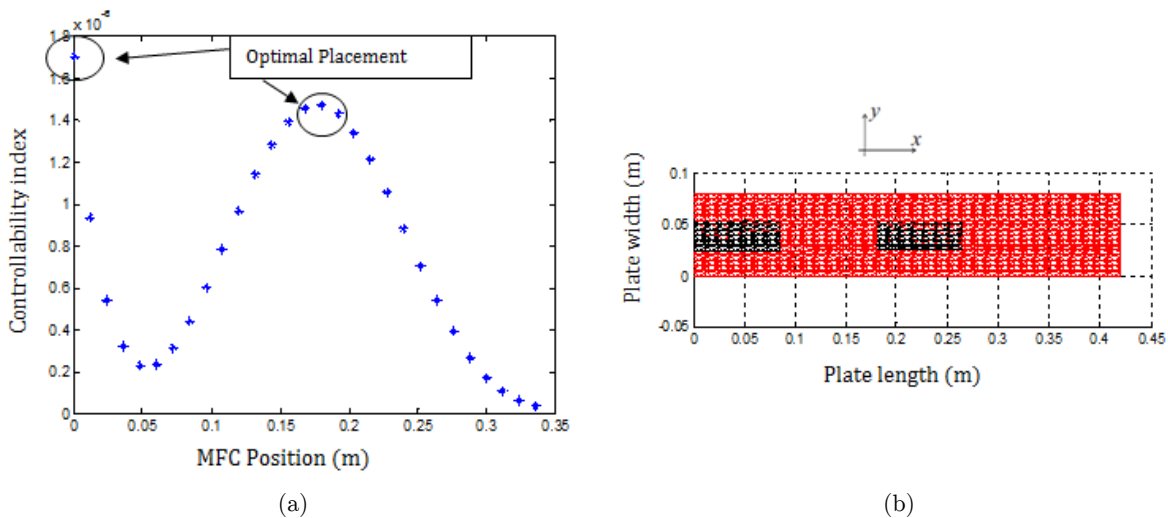 x 10⁻⁸
1.8
1.6
1.4
1.2
1
0.8
0.6
0.4
0.2
0
Controllability index
Optimal Placement
0 0.05 0.1 0.15 0.2 0.25 0.3 0.35
MFC Position (m)
(a)
y
x
Plate width (m)
0.1
0.05
0
-0.05
0 0.05 0.1 0.15 0.2 0.25 0.3 0.35 0.4 0.45
Plate length (m)
(b)